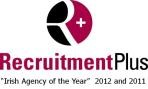 R+
RecruitmentPlus
"Irish Agency of the Year" 2012 and 2011